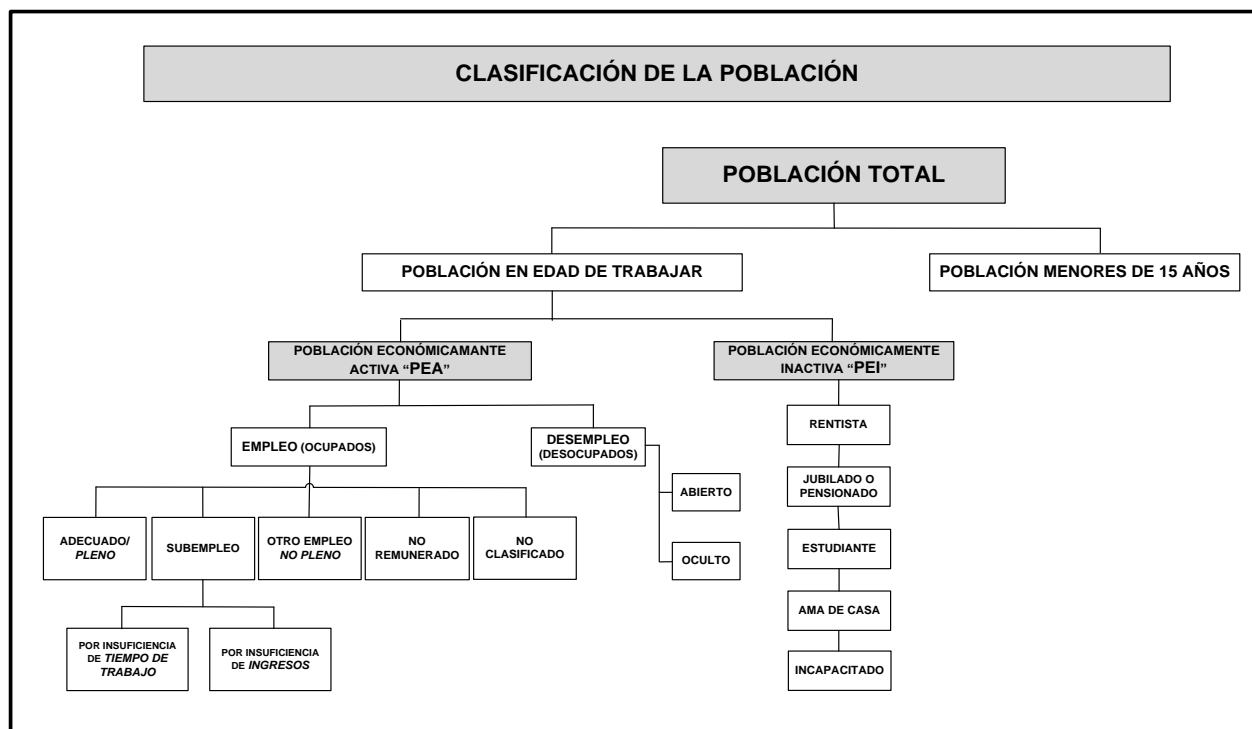 CLASIFICACIÓN DE LA POBLACIÓN
POBLACIÓN TOTAL
POBLACIÓN EN EDAD DE TRABAJAR
POBLACIÓN MENORES DE 15 AÑOS
POBLACIÓN ECONÓMICAMANTE
ACTIVA “PEA”
POBLACIÓN ECONÓMICAMENTE
INACTIVA “PEI”
EMPLEO (OCUPADOS)
DESEMPLEO
(DESOCUPADOS)
RENTISTA
ABIERTO
JUBILADO O
PENSIONADO
ADECUADO/
PLENO
SUBEMPLEO
OTRO EMPLEO
NO PLENO
NO
REMUNERADO
NO
CLASIFICADO
OCULTO
ESTUDIANTE
AMA DE CASA
POR INSUFICIENCIA
DE TIEMPO DE
TRABAJO
POR INSUFICIENCIA
DE INGRESOS
INCAPACITADO